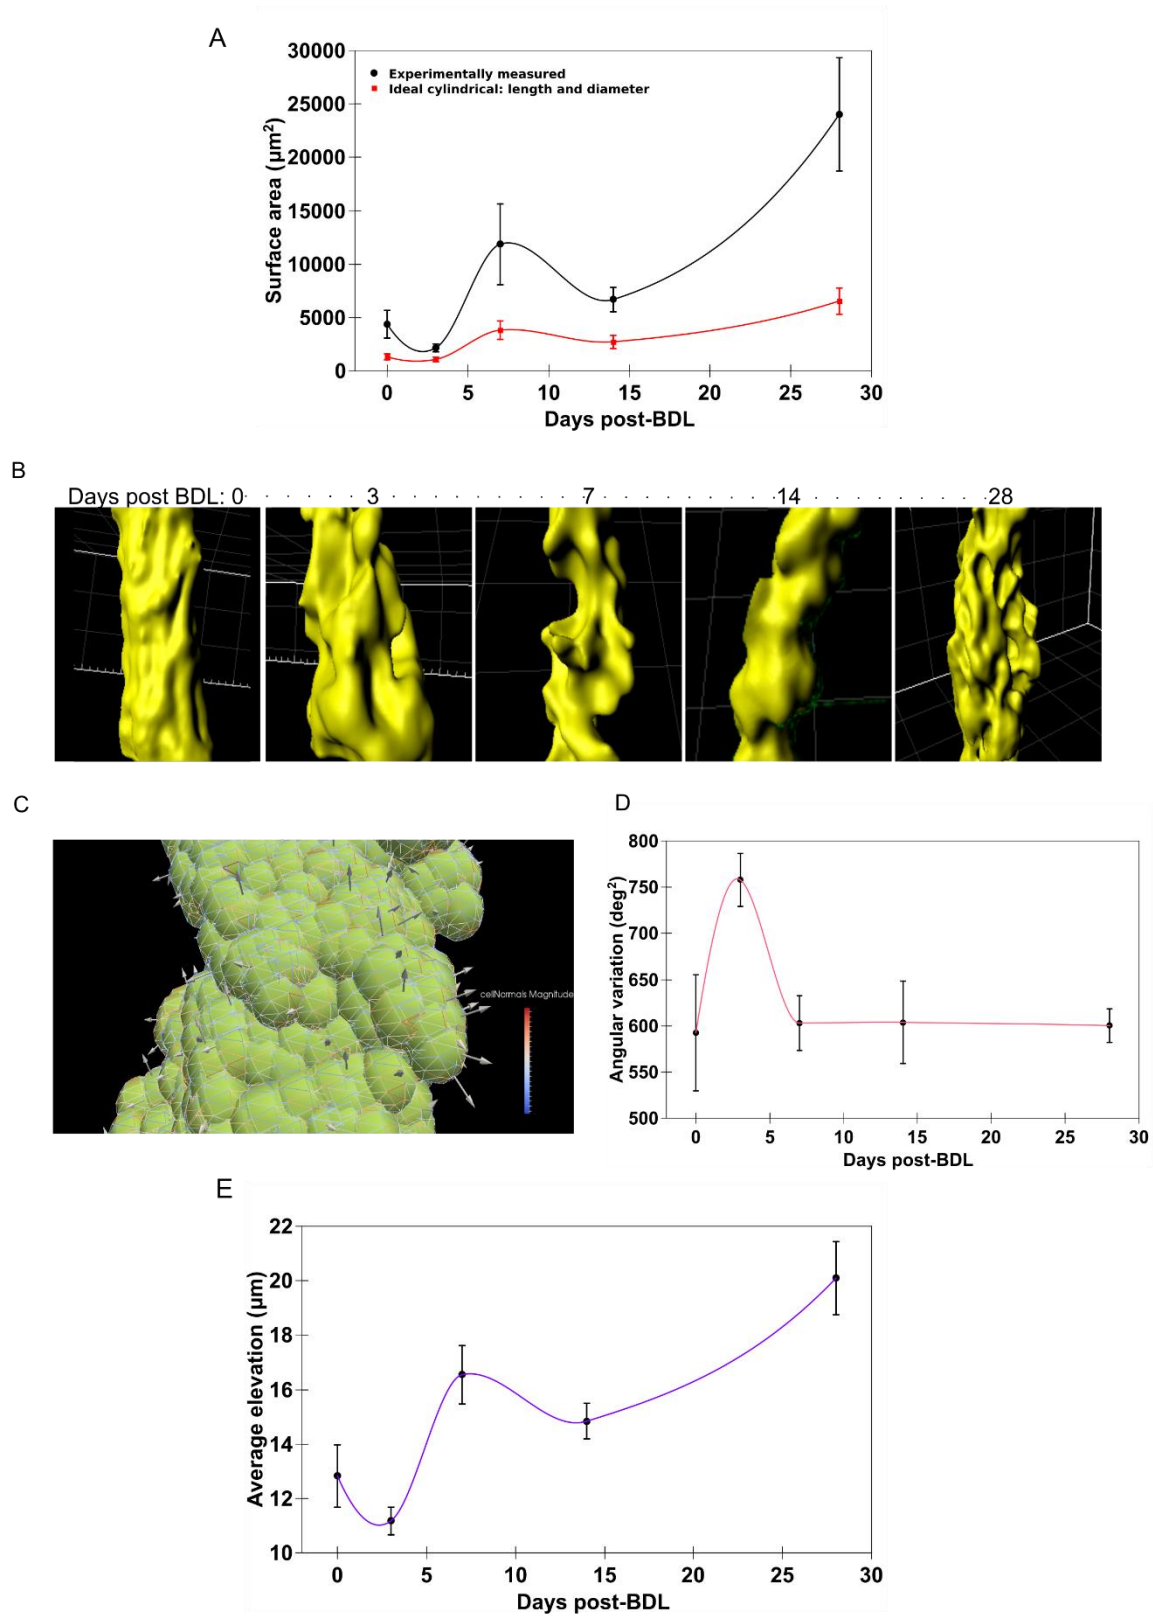 A
30000
25000
20000
15000
10000
5000
0
Surface area (µm²)
Experimentally measured
Ideal cylindrical: length and diameter
0 5 10 15 20 25 30
Days post-BDL
B
Days post BDL: 0 3 7 14 28
C
cellNormals Magnitude
D
800
750
700
650
600
550
500
Angular variation (deg²)
0 5 10 15 20 25 30
Days post-BDL
E
22
20
18
16
14
12
10
Average elevation (µm)
0 5 10 15 20 25 30
Days post-BDL